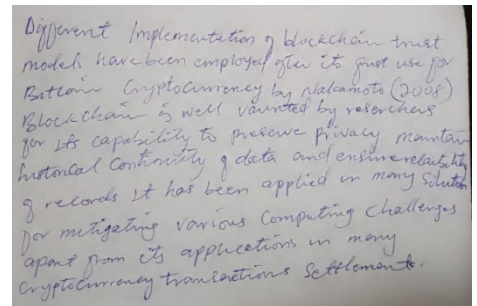 Different Implementation of blockchain trust
models have been employed after its first use for
Bitcoin Cryptocurrency by Nakamoto (2008)
Blockchain is well vaunted by reserchers
for its capability to preserve privacy maintain
historical Continuity of data and ensure
of records it has been applied in many
for mitigating various Computing Challenges
apart from its applications in many
Cryptocurrency transactions Settlements.